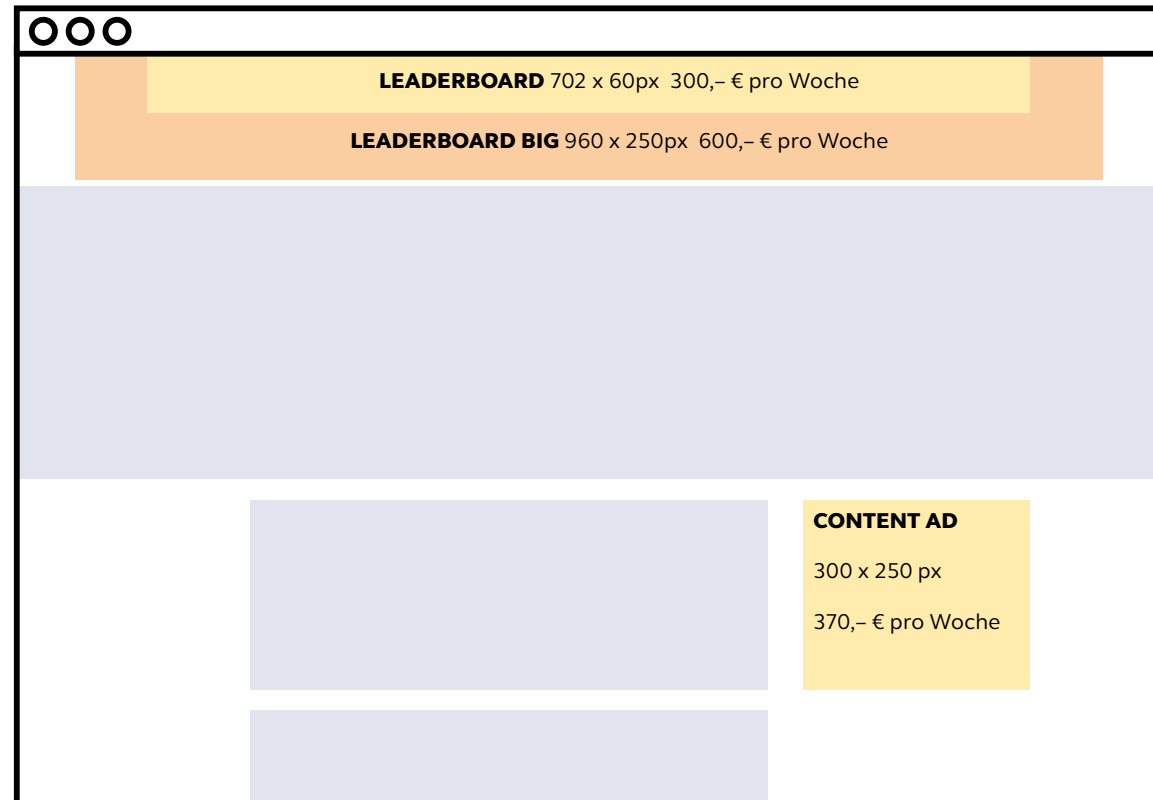 LEADERBOARD 702 x 60px 300,– € pro Woche
LEADERBOARD BIG 960 x 250px 600,– € pro Woche
CONTENT AD
300 x 250 px
370,– € pro Woche